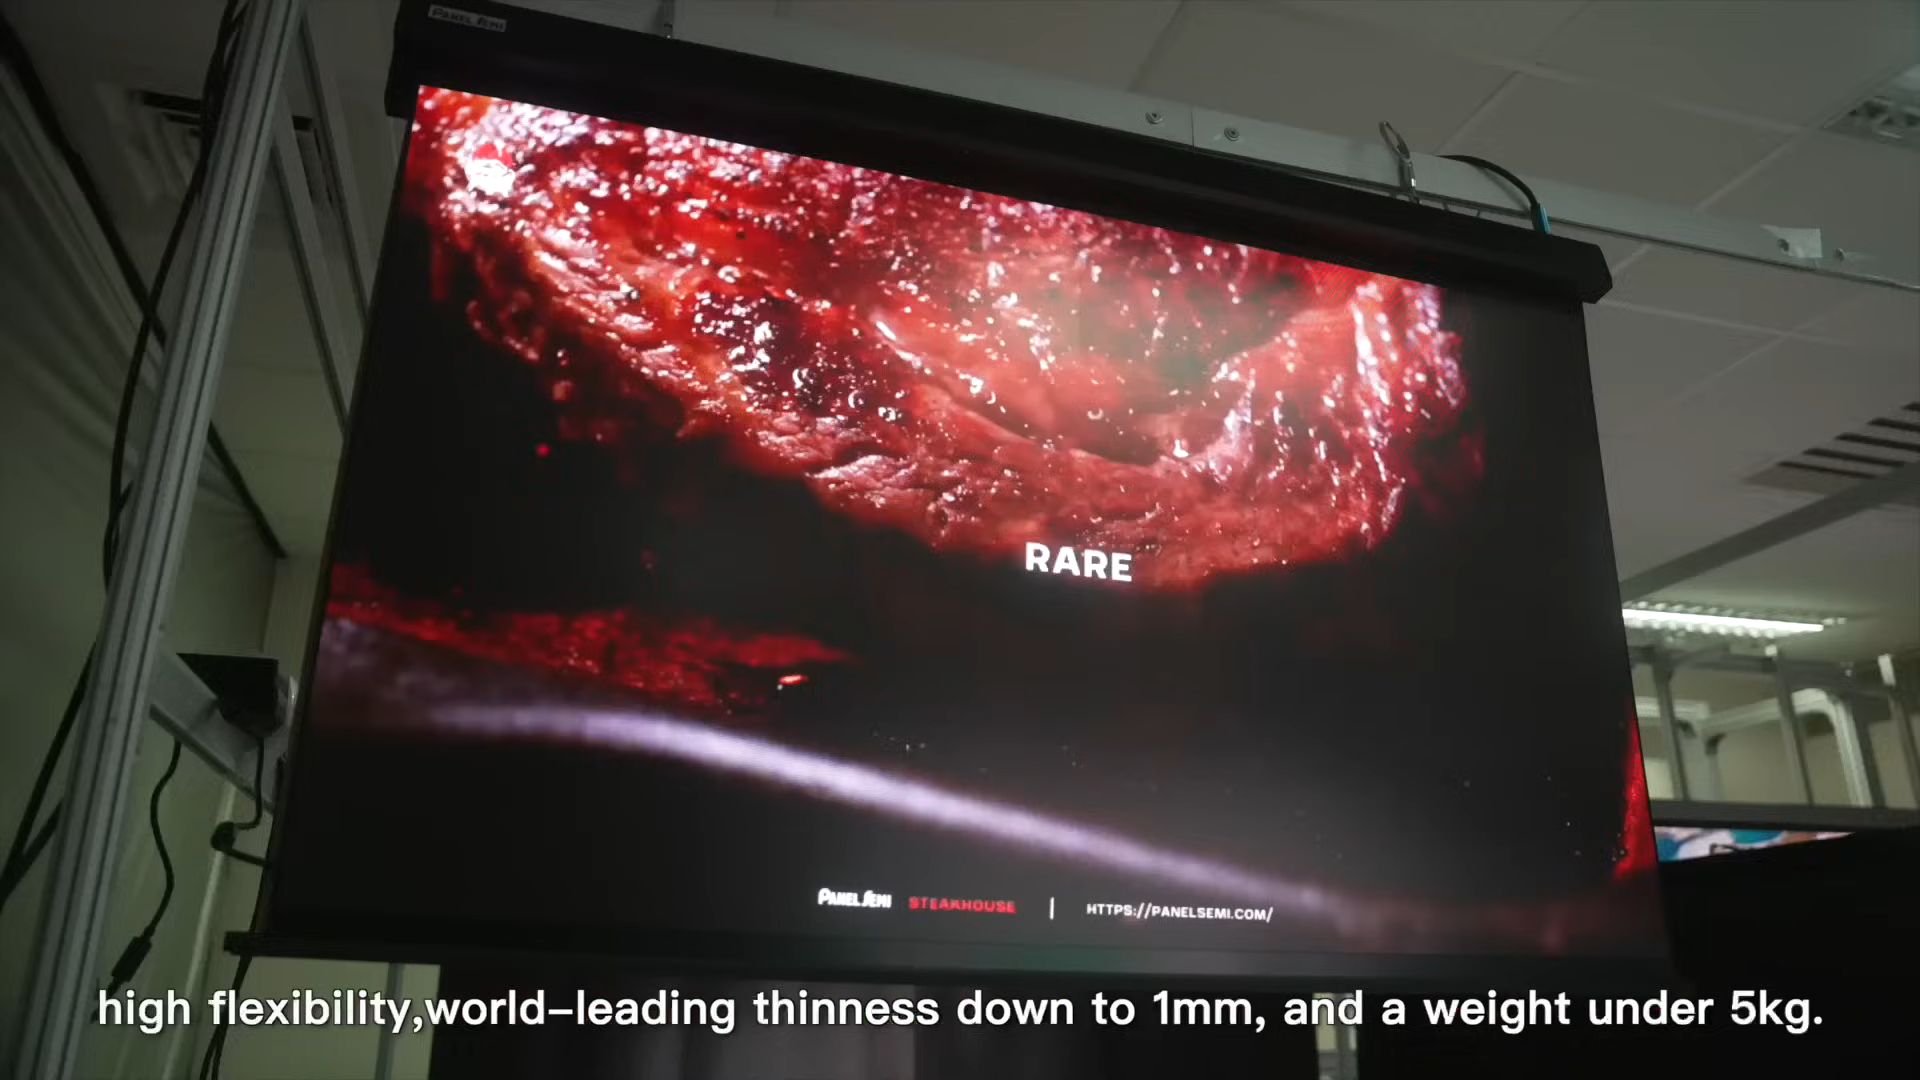 PANEL SEMI
RARE
PANEL SEMI STEAKHOUSE | HTTPS://PANELSEMI.COM/
high flexibility,world–leading thinness down to 1mm, and a weight under 5kg.